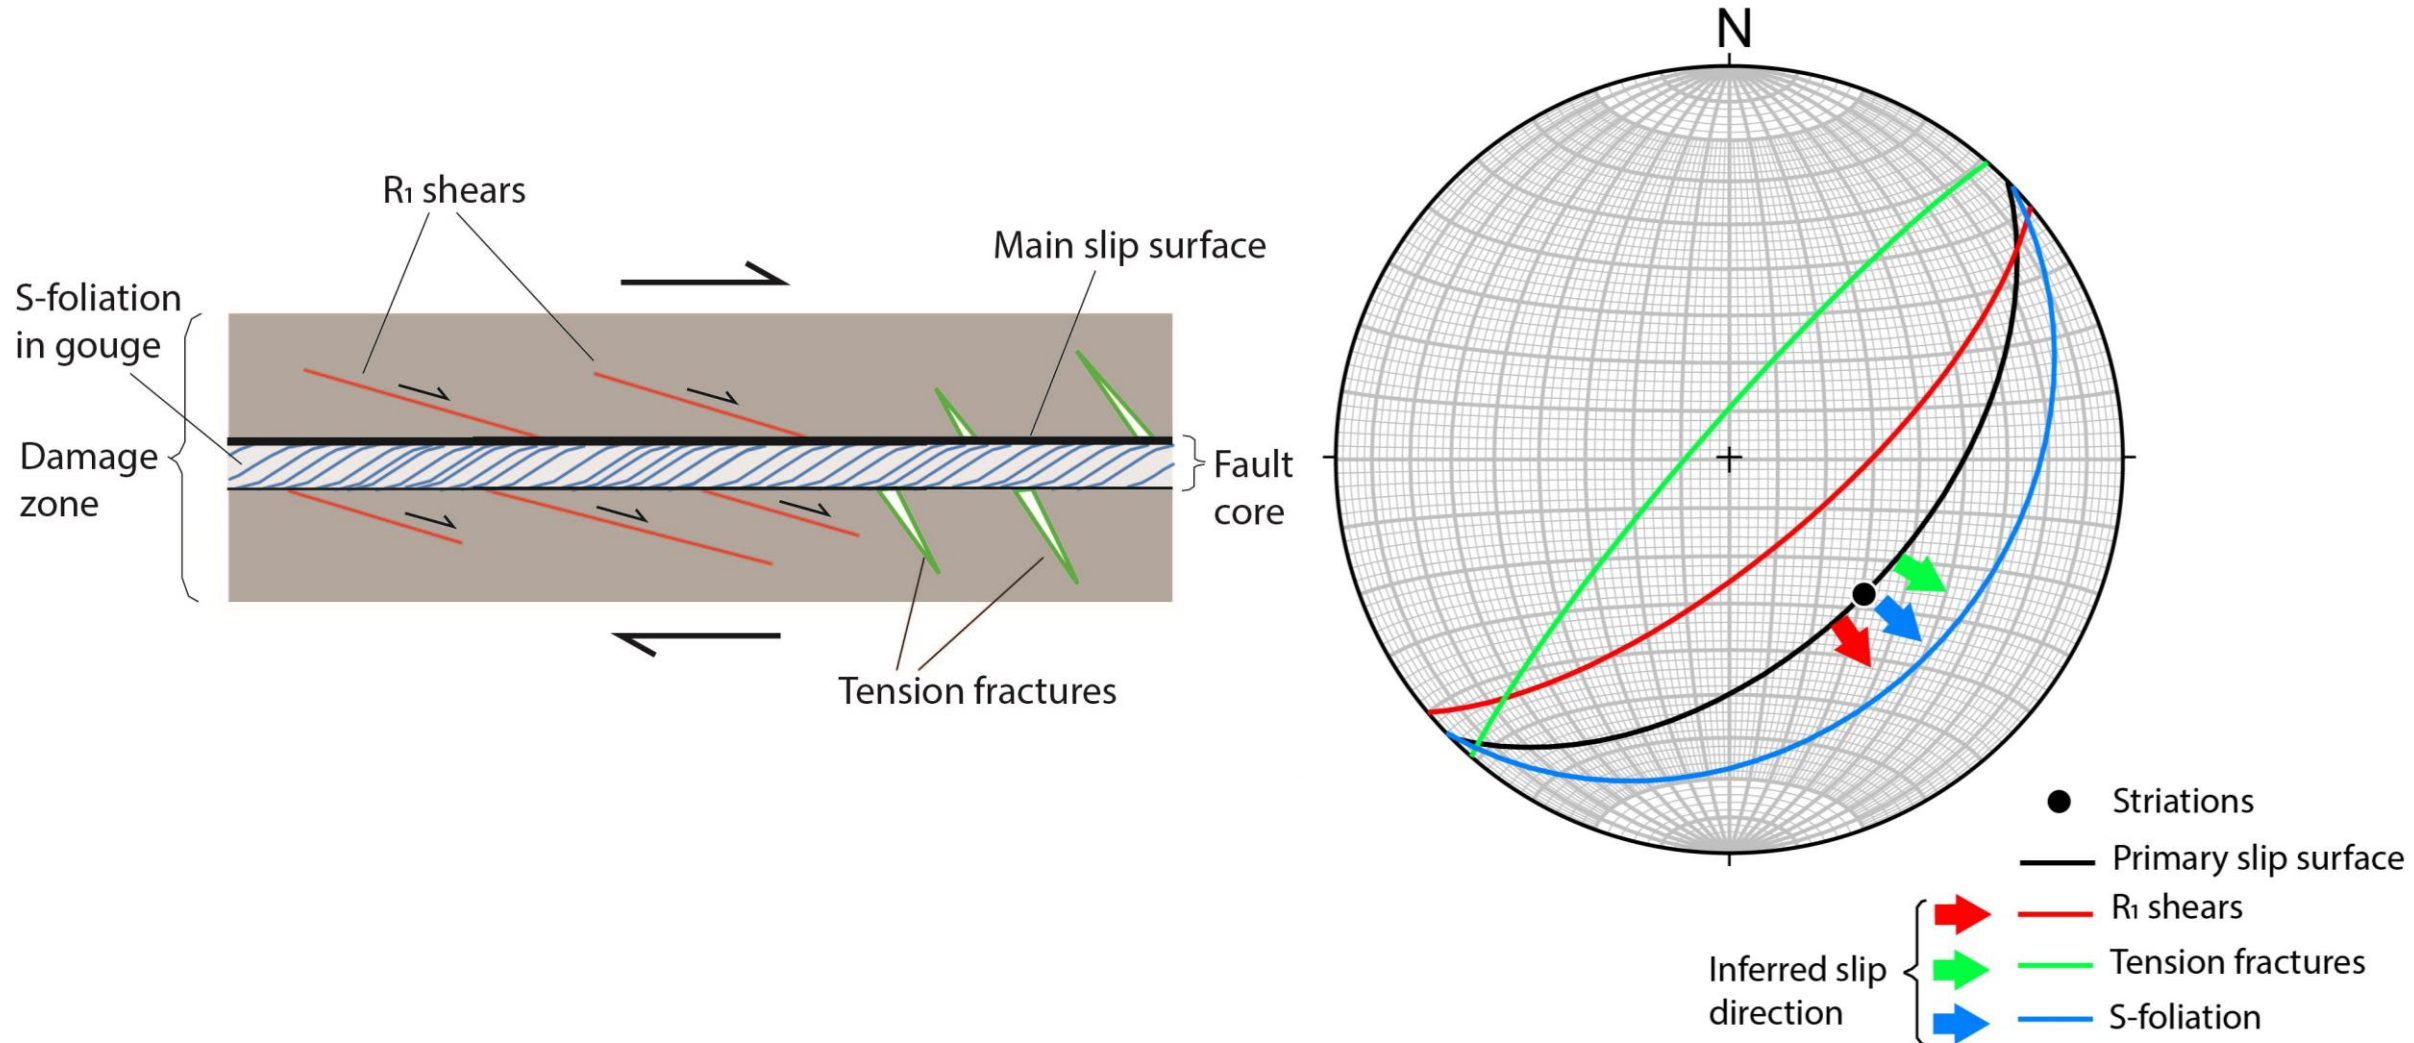 N
R₁ shears
Main slip surface
S-foliation
in gouge
Damage
zone
Fault
core
Tension fractures
Striations
Primary slip surface
R₁ shears
Tension fractures
S-foliation
Inferred slip
direction